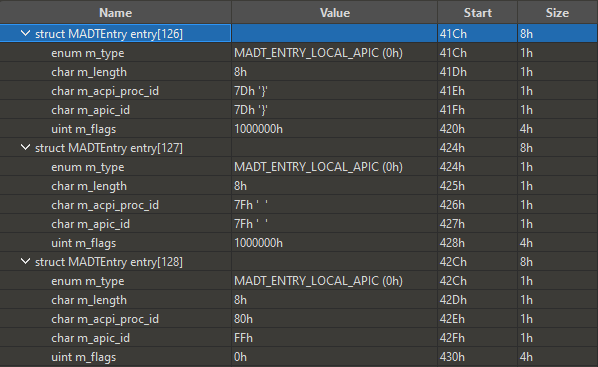 Name Value Start Size
struct MADTEntry entry[126] 41Ch 8h
enum m_type MADT_ENTRY_LOCAL_APIC (0h) 41Ch 1h
char m_length 8h 41Dh 1h
char m_acpi_proc_id 7Dh '}' 41Eh 1h
char m_apic_id 7Dh '}' 41Fh 1h
uint m_flags 1000000h 420h 4h
struct MADTEntry entry[127] 424h 8h
enum m_type MADT_ENTRY_LOCAL_APIC (0h) 424h 1h
char m_length 8h 425h 1h
char m_acpi_proc_id 7Fh ' ' 426h 1h
char m_apic_id 7Fh ' ' 427h 1h
uint m_flags 1000000h 428h 4h
struct MADTEntry entry[128] 42Ch 8h
enum m_type MADT_ENTRY_LOCAL_APIC (0h) 42Ch 1h
char m_length 8h 42Dh 1h
char m_acpi_proc_id 80h 42Eh 1h
char m_apic_id FFh 42Fh 1h
uint m_flags 0h 430h 4h